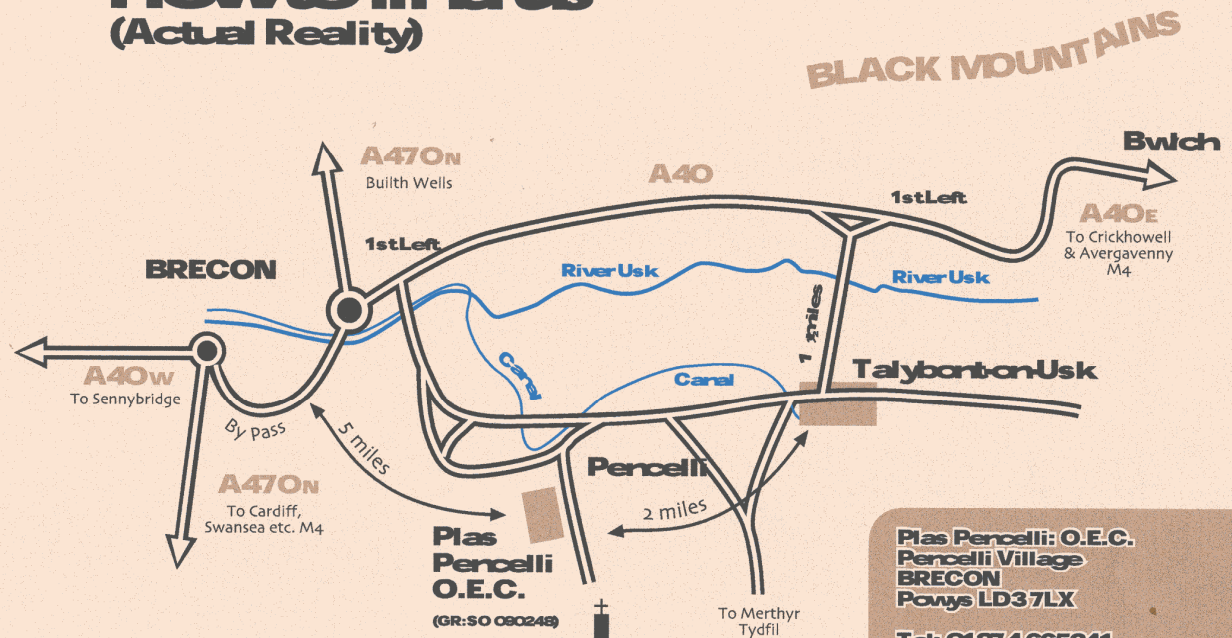 (Actual Reality)
BLACK MOUNTAINS
Bwlch
A470N
Builth Wells
A40
1st Left
1st Left
A40E
To Crickhowell
& Avergavenny
M4
BRECON
River Usk
River Usk
1 ½ miles
A40W
To Sennybridge
Canal
Canal
Talybont-on-Usk
By Pass
5 miles
Pencelli
A470N
To Cardiff,
Swansea etc. M4
2 miles
Plas
Pencelli
O.E.C.
(GR:SO 090248)
To Merthyr
Tydfil
Plas Pencelli: O.E.C.
Pencelli Village
BRECON
Powys LD3 7LX